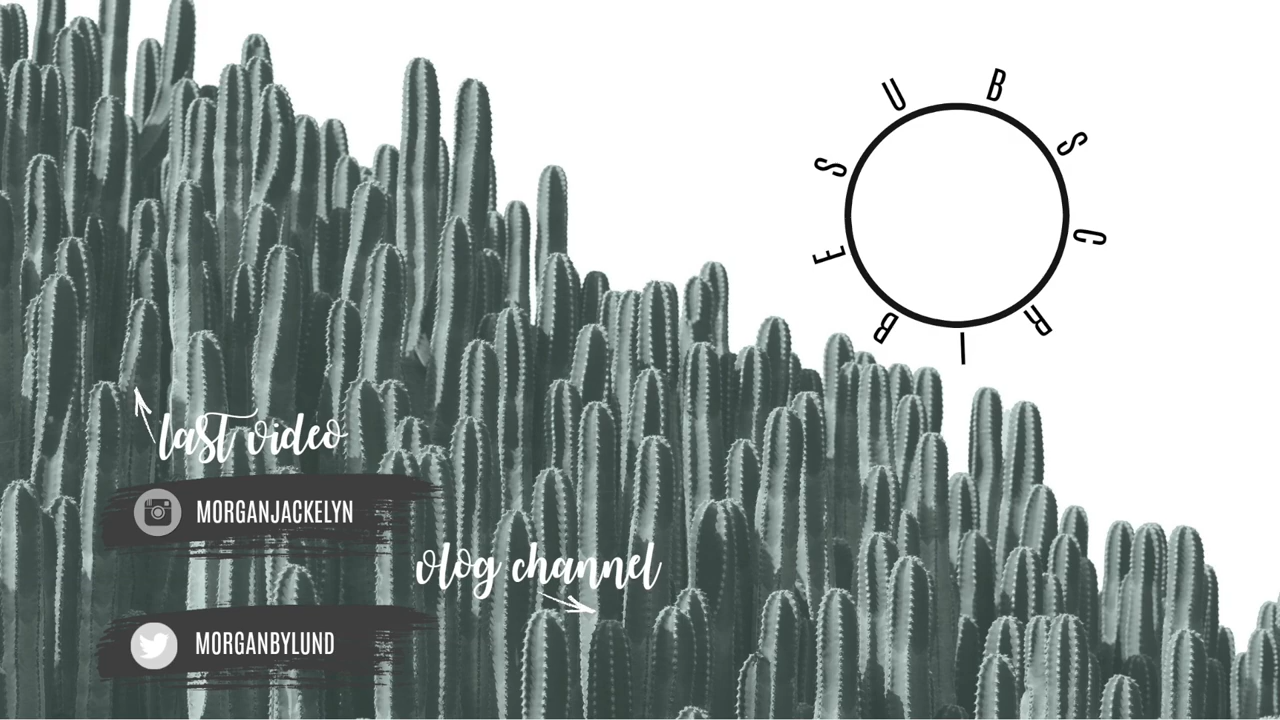 SUBSCRIBE
last video
MORGANJACKELYN
vlog channel
MORGANBYLUND